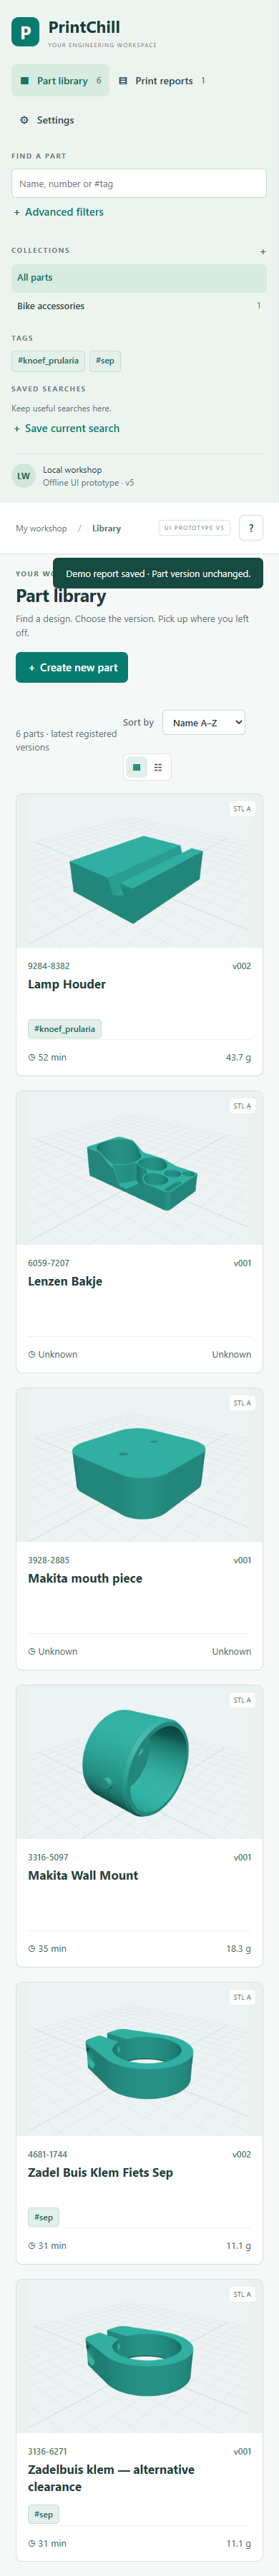 P
PrintChill
YOUR ENGINEERING WORKSPACE
Part library 6
Print reports 1
Settings
FIND A PART
Name, number or #tag
+ Advanced filters
COLLECTIONS +
All parts
Bike accessories 1
TAGS
#knoef_prularia #sep
SAVED SEARCHES
Keep useful searches here.
+ Save current search
LW
Local workshop
Offline UI prototype · v5
My workshop / Library
UI PROTOTYPE V5
?
YOUR WO
Demo report saved · Part version unchanged.
Part library
Find a design. Choose the version. Pick up where you left
off.
+ Create new part
6 parts · latest registered
versions
Sort by
Name A–Z
STL A
9284-8382 v002
Lamp Houder
#knoef_prularia
52 min 43.7 g
STL A
6059-7207 v001
Lenzen Bakje
Unknown Unknown
STL A
3928-2885 v001
Makita mouth piece
Unknown Unknown
STL A
3316-5097 v001
Makita Wall Mount
35 min 18.3 g
STL A
4681-1744 v002
Zadel Buis Klem Fiets Sep
#sep
31 min 11.1 g
STL A
3136-6271 v001
Zadelbuis klem — alternative
clearance
#sep
31 min 11.1 g